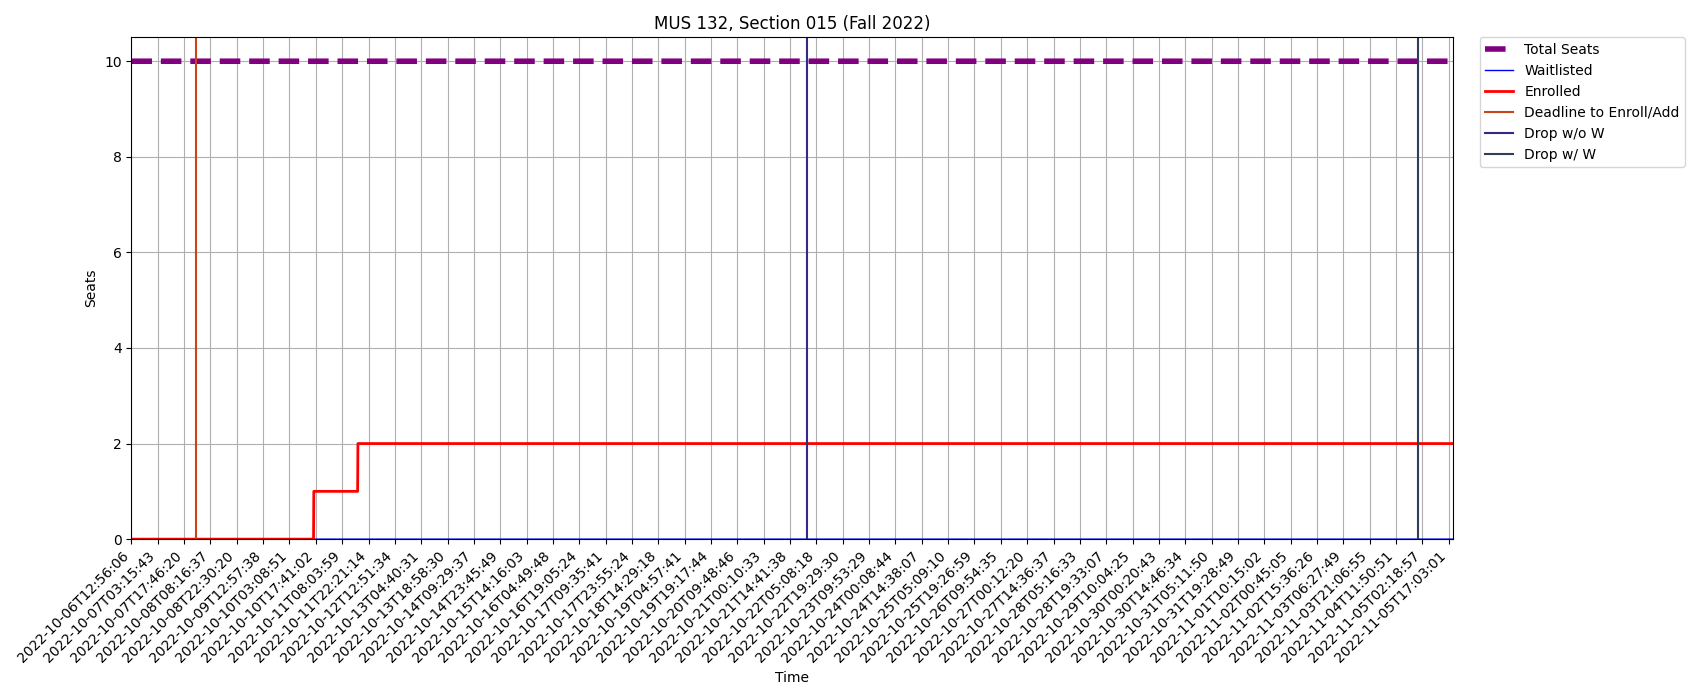 MUS 132, Section 015 (Fall 2022)
Total Seats
Waitlisted
Enrolled
Deadline to Enroll/Add
Drop w/o W
Drop w/ W
Seats
10
8
6
4
2
0
2022-10-06T12:56:06
2022-10-07T03:15:43
2022-10-07T17:46:20
2022-10-08T08:16:37
2022-10-08T22:30:20
2022-10-09T12:57:38
2022-10-10T03:08:51
2022-10-10T17:41:02
2022-10-11T08:03:59
2022-10-11T22:21:14
2022-10-12T12:51:34
2022-10-13T04:40:31
2022-10-13T18:58:30
2022-10-14T09:29:37
2022-10-14T23:45:49
2022-10-15T14:16:03
2022-10-16T04:49:48
2022-10-16T19:05:24
2022-10-17T09:35:41
2022-10-17T23:55:24
2022-10-18T14:29:18
2022-10-19T04:57:41
2022-10-19T19:17:44
2022-10-20T09:48:46
2022-10-21T00:10:33
2022-10-21T14:41:38
2022-10-22T05:08:18
2022-10-22T19:29:30
2022-10-23T09:53:29
2022-10-24T00:08:44
2022-10-24T14:38:07
2022-10-25T05:09:10
2022-10-25T19:26:59
2022-10-26T09:54:35
2022-10-27T00:12:20
2022-10-27T14:36:37
2022-10-28T05:16:33
2022-10-28T19:33:07
2022-10-29T10:04:25
2022-10-30T00:20:43
2022-10-30T14:46:34
2022-10-31T05:11:50
2022-10-31T19:28:49
2022-11-01T10:15:02
2022-11-02T00:45:05
2022-11-02T15:36:26
2022-11-03T06:27:49
2022-11-03T21:06:55
2022-11-04T11:50:51
2022-11-05T02:18:57
2022-11-05T17:03:01
Time